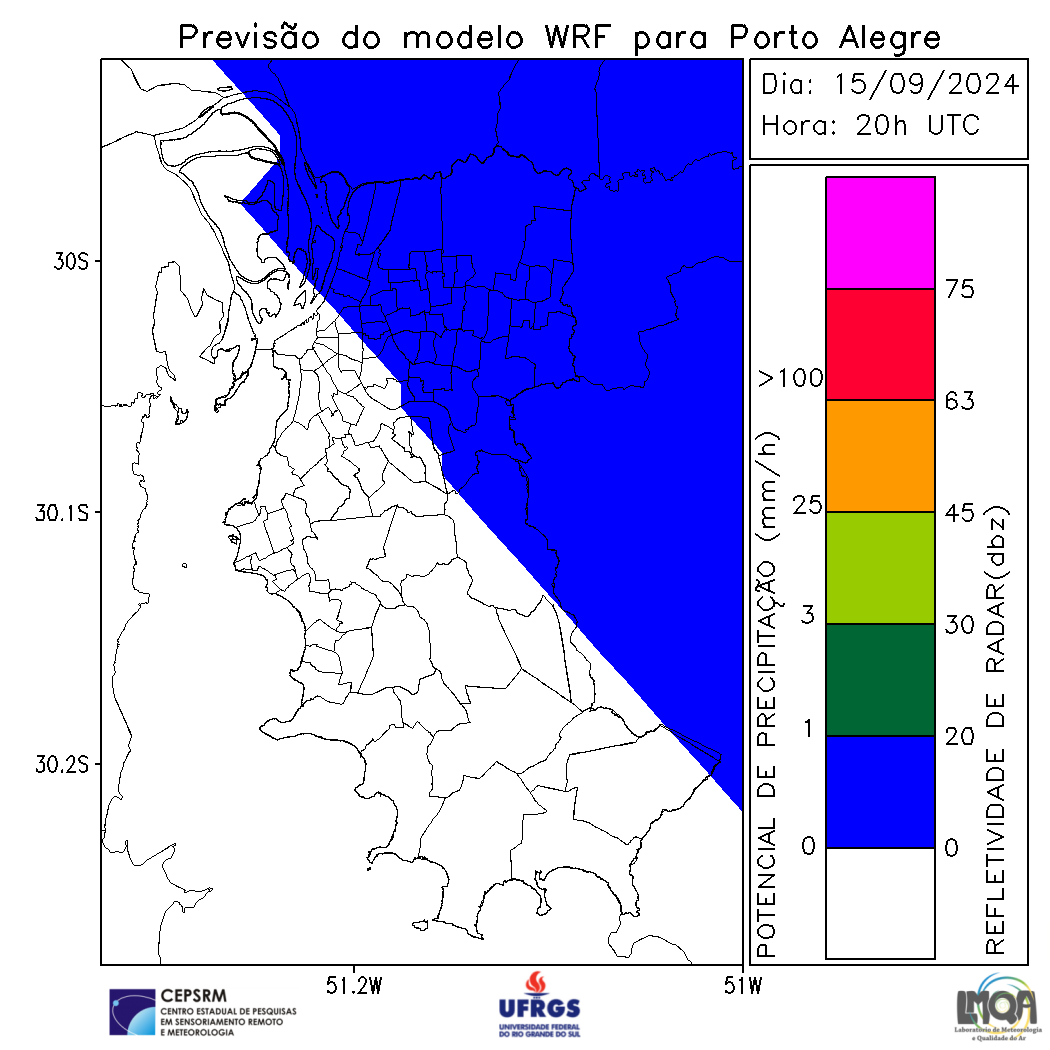 Previsão do modelo WRF para Porto Alegre
Dia: 15/09/2024
Hora: 20h UTC
30S
30.1S
30.2S
51.2W
51W
POTENCIAL DE PRECIPITAÇÃO (mm/h)
>100
25
3
1
0
75
63
45
30
20
0
REFLETIVIDADE DE RADAR(dbz)
CEPSRM
CENTRO ESTADUAL DE PESQUISAS
EM SENSORIAMENTO REMOTO
E METEOROLOGIA
UFRGS
UNIVERSIDADE FEDERAL
DO RIO GRANDE DO SUL
LMQA
Laboratório de Meteorologia
e Qualidade do Ar